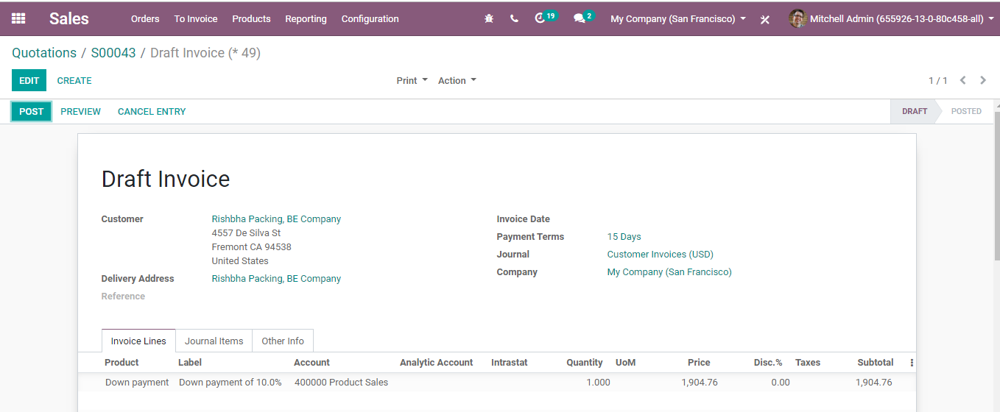 Sales Orders To Invoice Products Reporting Configuration 19 2 My Company (San Francisco) Mitchell Admin (655926-13-0-80c458-all)
Quotations / S00043 / Draft Invoice (* 49)
EDIT CREATE Print Action 1 / 1
POST PREVIEW CANCEL ENTRY DRAFT POSTED
Draft Invoice
Customer Rishbha Packing, BE Company Invoice Date
4557 De Silva St
Payment Terms 15 Days
Fremont CA 94538
Journal Customer Invoices (USD)
United States
Company My Company (San Francisco)
Delivery Address Rishbha Packing, BE Company
Reference
Invoice Lines Journal Items Other Info
Product Label Account Analytic Account Intrastat Quantity UoM Price Disc.% Taxes Subtotal
Down payment Down payment of 10.0% 400000 Product Sales 1.000 1,904.76 0.00 1,904.76